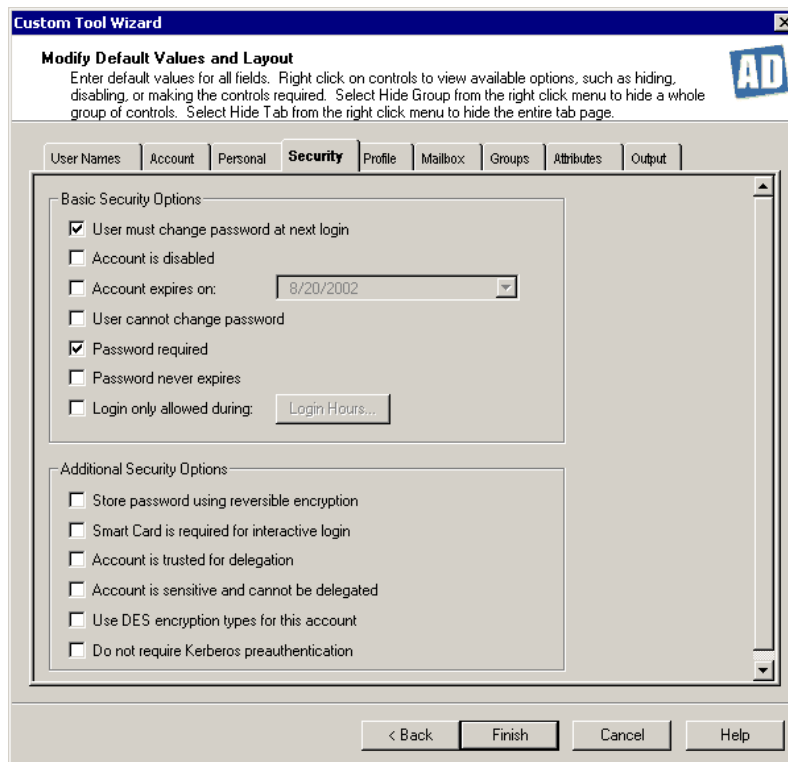 Custom Tool Wizard
Modify Default Values and Layout
Enter default values for all fields. Right click on controls to view available options, such as hiding,
disabling, or making the controls required. Select Hide Group from the right click menu to hide a whole
group of controls. Select Hide Tab from the right click menu to hide the entire tab page.
AD
User Names Account Personal Security Profile Mailbox Groups Attributes Output
Basic Security Options
User must change password at next login
Account is disabled
Account expires on: 8/20/2002
User cannot change password
Password required
Password never expires
Login only allowed during: Login Hours...
Additional Security Options
Store password using reversible encryption
Smart Card is required for interactive login
Account is trusted for delegation
Account is sensitive and cannot be delegated
Use DES encryption types for this account
Do not require Kerberos preauthentication
< Back Finish Cancel Help